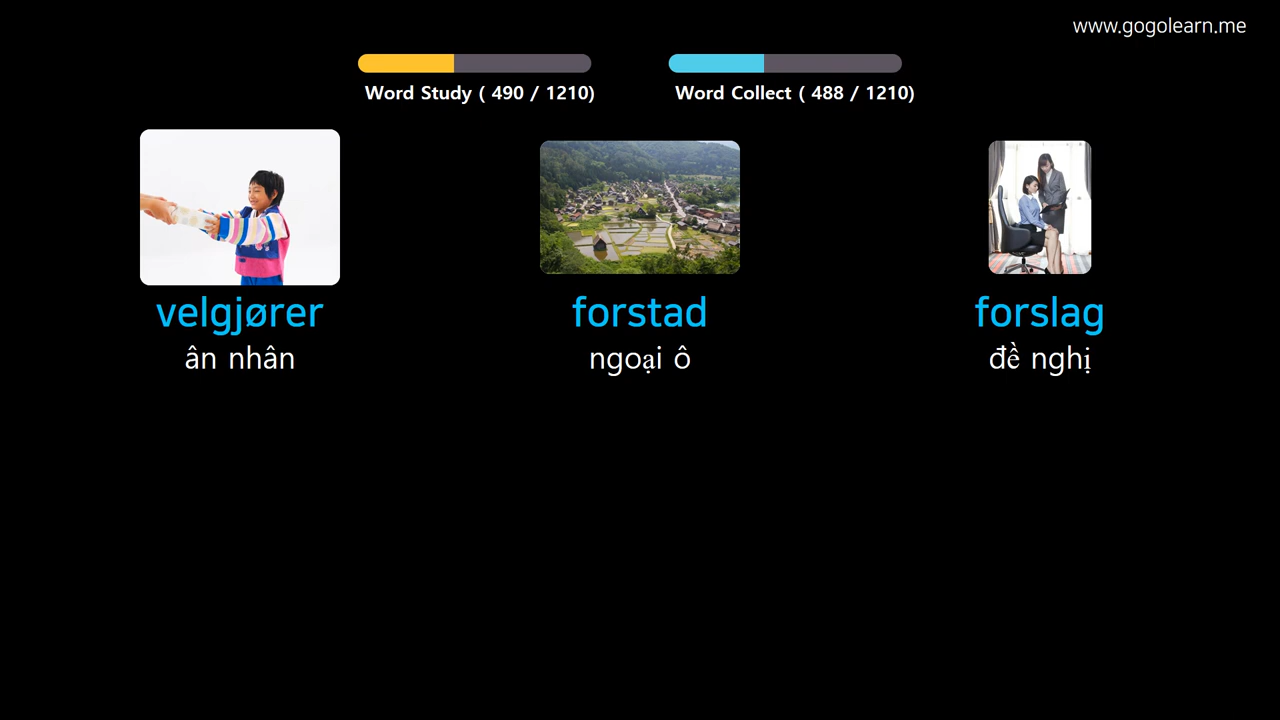 www.gogolearn.me
Word Study ( 490 / 1210)
Word Collect ( 488 / 1210)
velgjører
forstad
forslag
ân nhân
ngoại ô
đề nghị